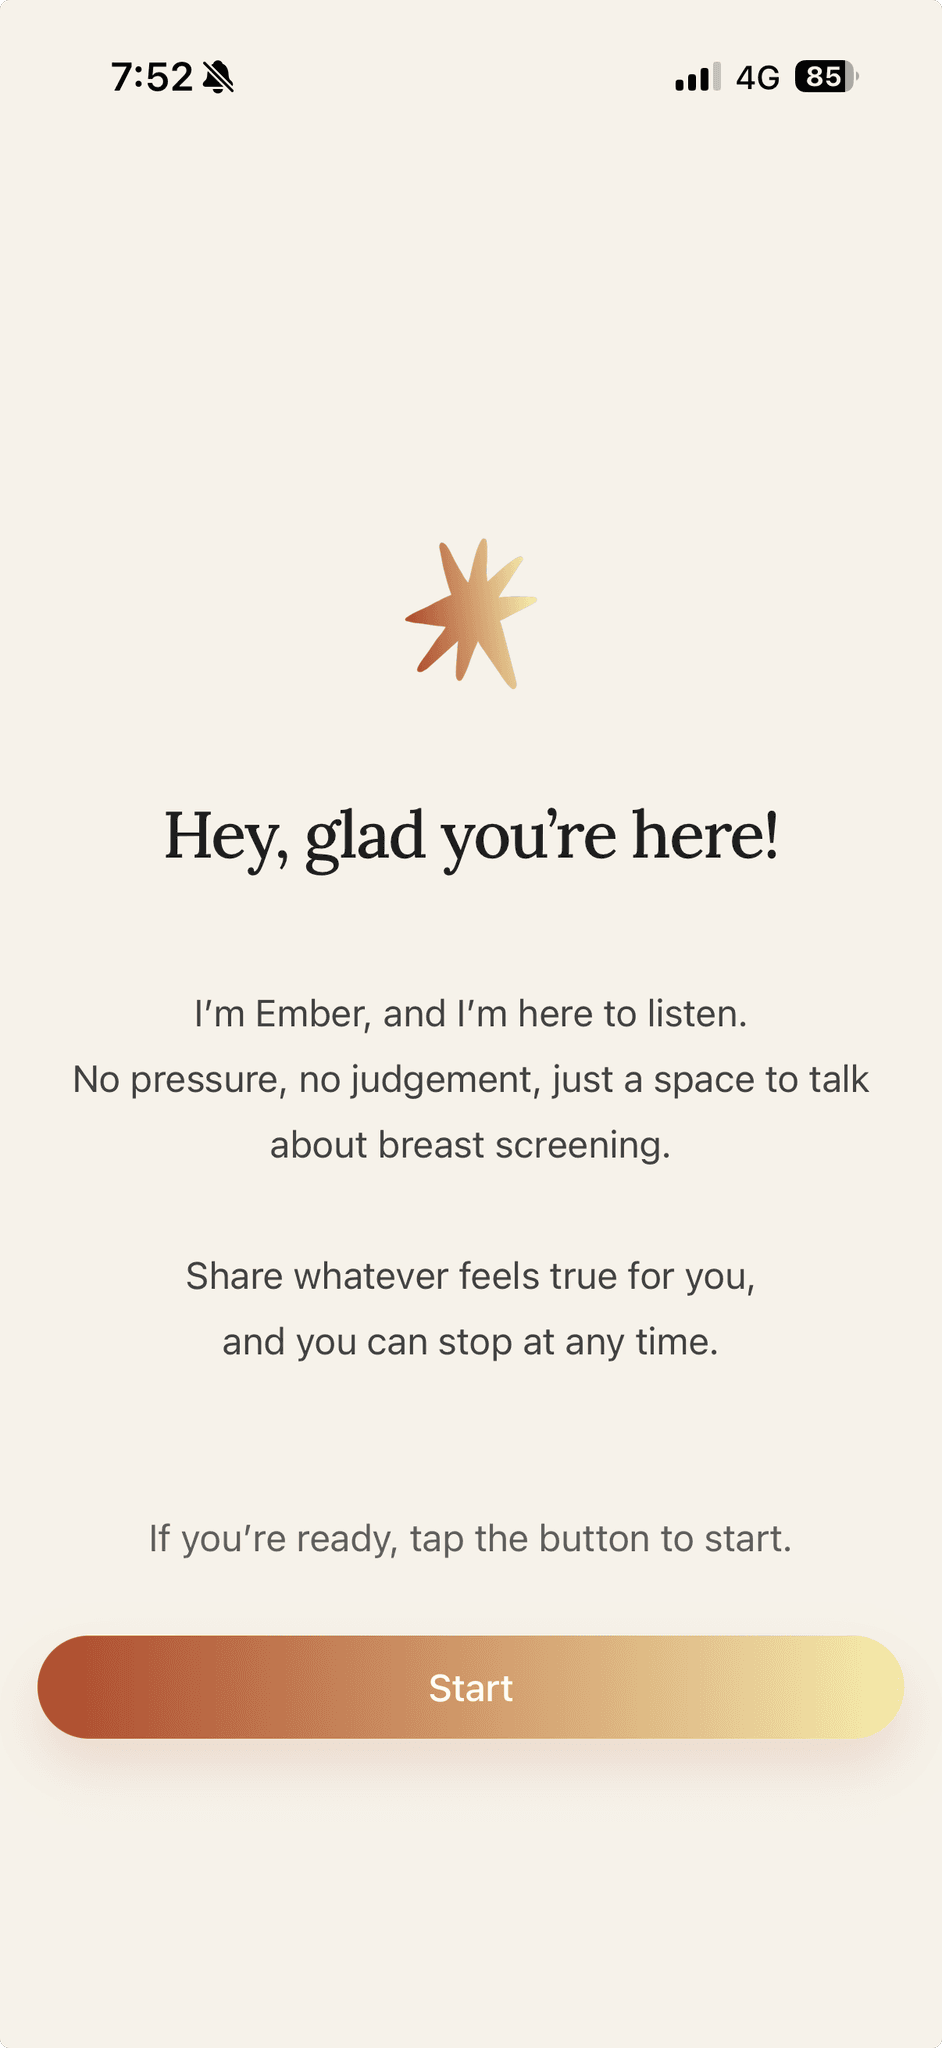 7:52
4G
85
Hey, glad you’re here!
I’m Ember, and I’m here to listen.
No pressure, no judgement, just a space to talk
about breast screening.
Share whatever feels true for you,
and you can stop at any time.
If you’re ready, tap the button to start.
Start